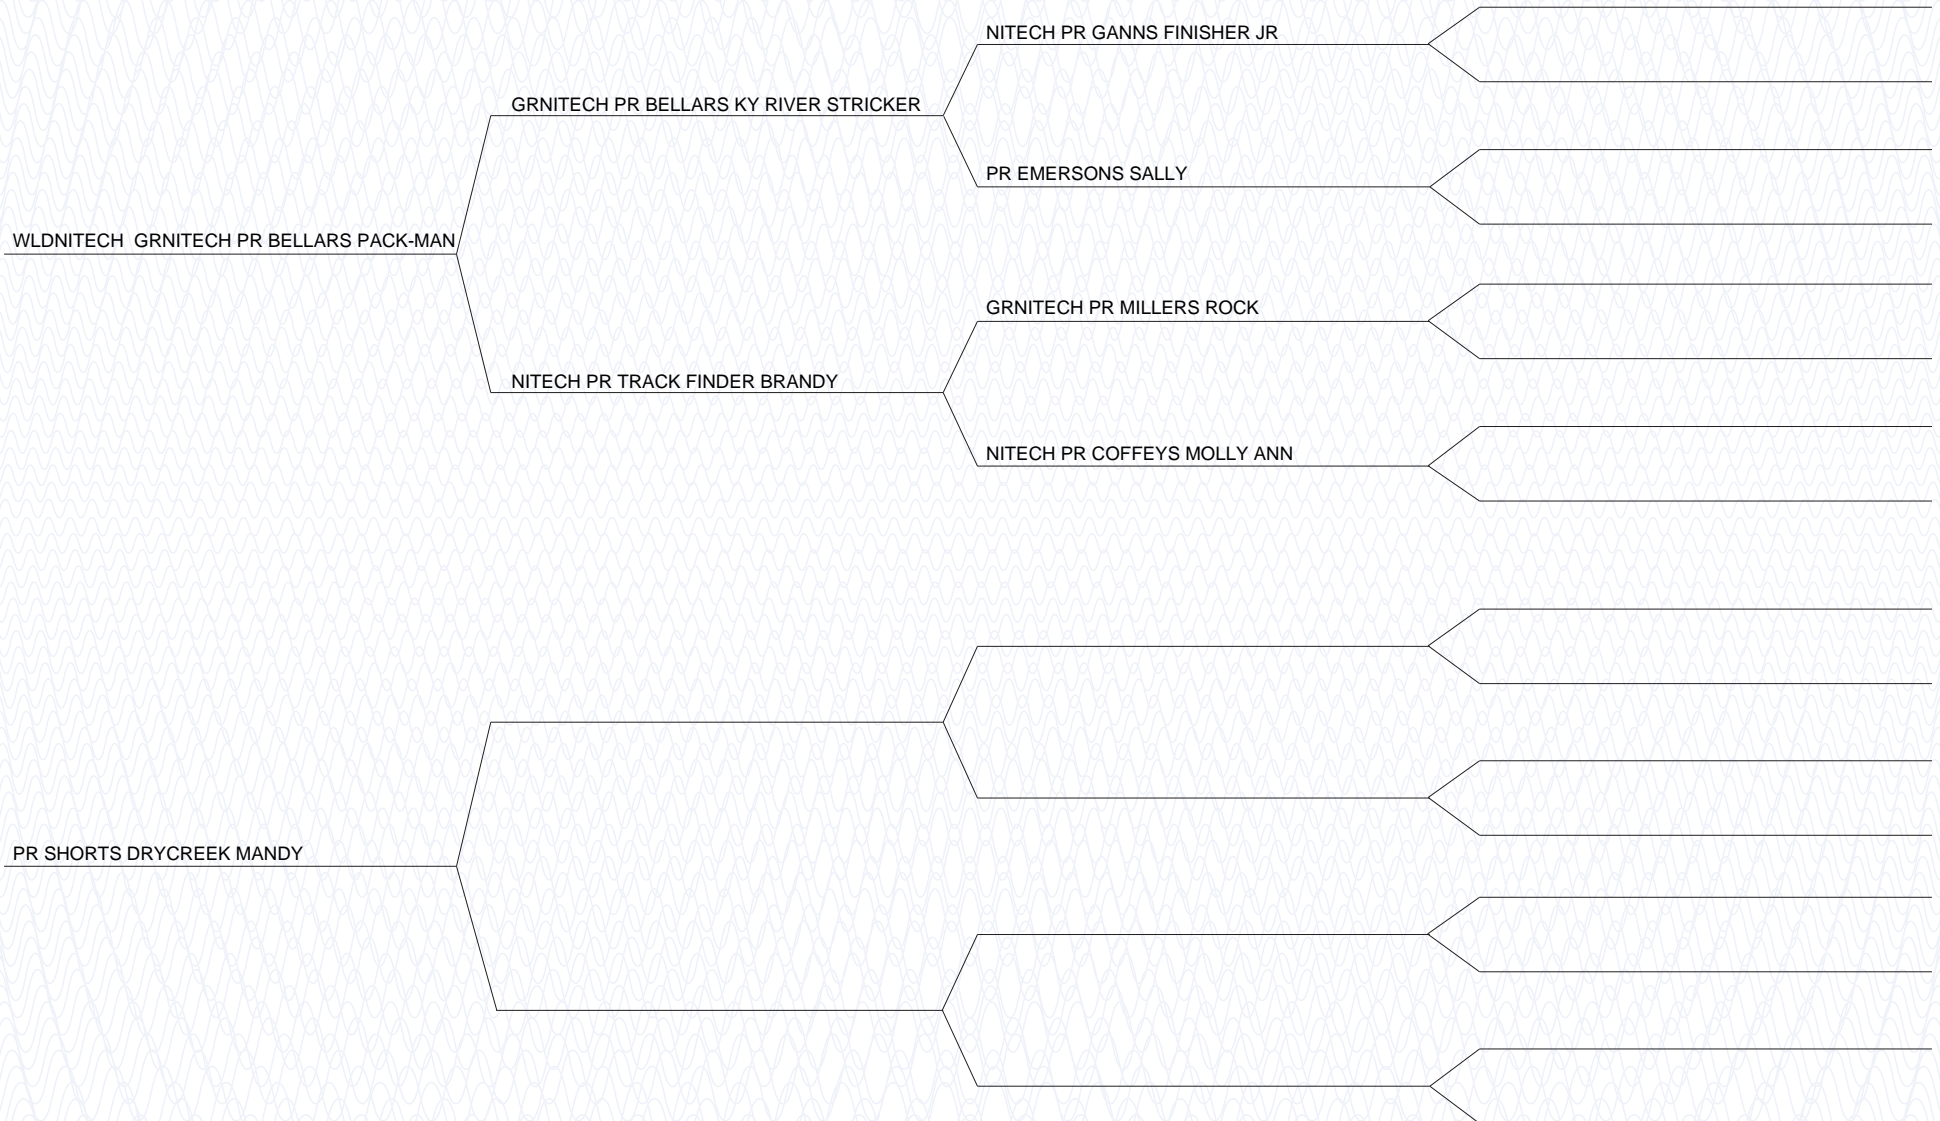 NITECH PR GANNS FINISHER JR
GRNITECH PR BELLARS KY RIVER STRICKER
PR EMERSONS SALLY
WLDNITECH  GRNITECH PR BELLARS PACK-MAN
GRNITECH PR MILLERS ROCK
NITECH PR TRACK FINDER BRANDY
NITECH PR COFFEYS MOLLY ANN
PR SHORTS DRYCREEK MANDY